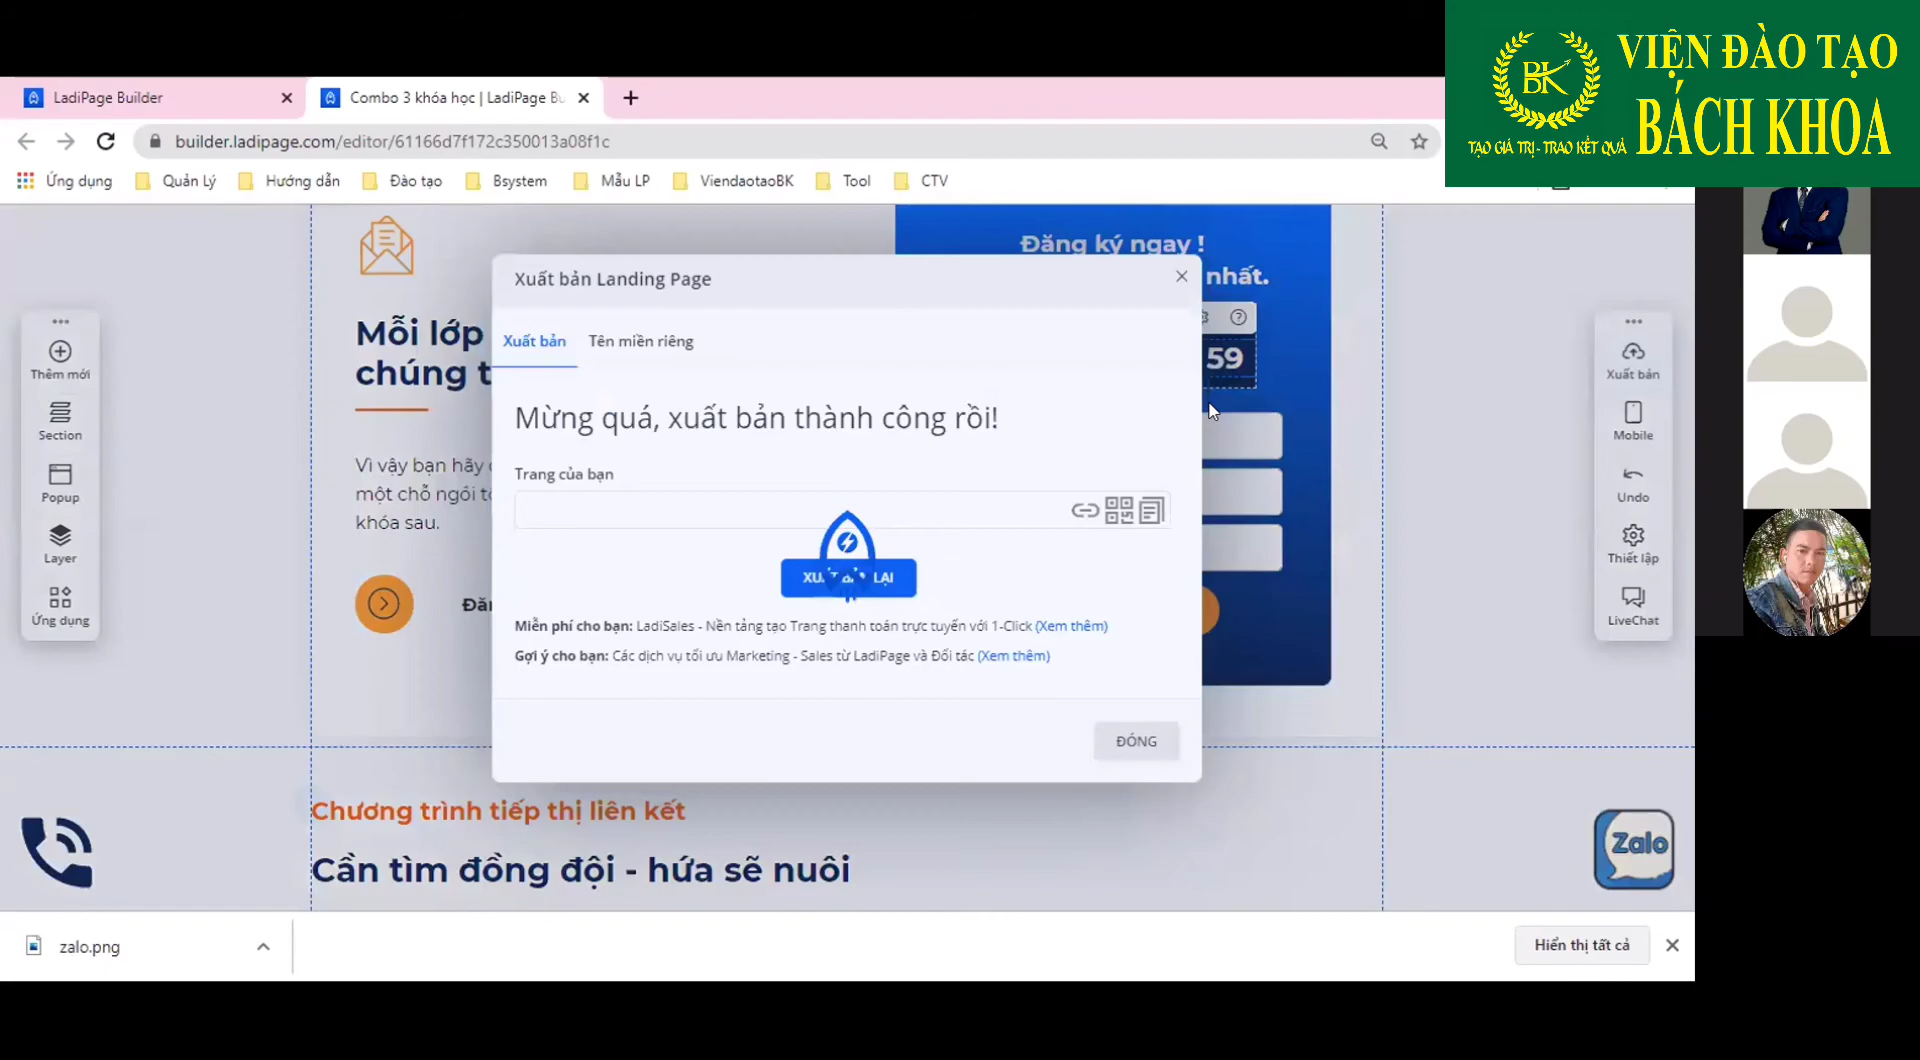 VIỆN ĐÀO TẠO
BÁCH KHOA
BK
TẠO GIÁ TRỊ - TRAO KẾT QUẢ
LadiPage Builder
Combo 3 khóa học | LadiPage Bu
builder.ladipage.com/editor/61166d7f172c350013a08f1c
Ứng dụng
Quản Lý
Hướng dẫn
Đào tạo
Bsystem
Mẫu LP
ViendaotaoBK
Tool
CTV
Đăng ký ngay !
nhất.
59
Thêm mới
Section
Popup
Layer
Ứng dụng
Mỗi lớp
chúng t
Vì vậy bạn hãy
một chỗ ngồi t
khóa sau.
Đăn
Xuất bản Landing Page
Xuất bản
Tên miền riêng
Mừng quá, xuất bản thành công rồi!
Trang của bạn
XUẤT BẢN LẠI
Miễn phí cho bạn: LadiSales - Nền tảng tạo Trang thanh toán trực tuyến với 1-Click (Xem thêm)
Gợi ý cho bạn: Các dịch vụ tối ưu Marketing - Sales từ LadiPage và Đối tác (Xem thêm)
ĐÓNG
Xuất bản
Mobile
Undo
Thiết lập
LiveChat
Chương trình tiếp thị liên kết
Cần tìm đồng đội - hứa sẽ nuôi
Zalo
zalo.png
Hiển thị tất cả